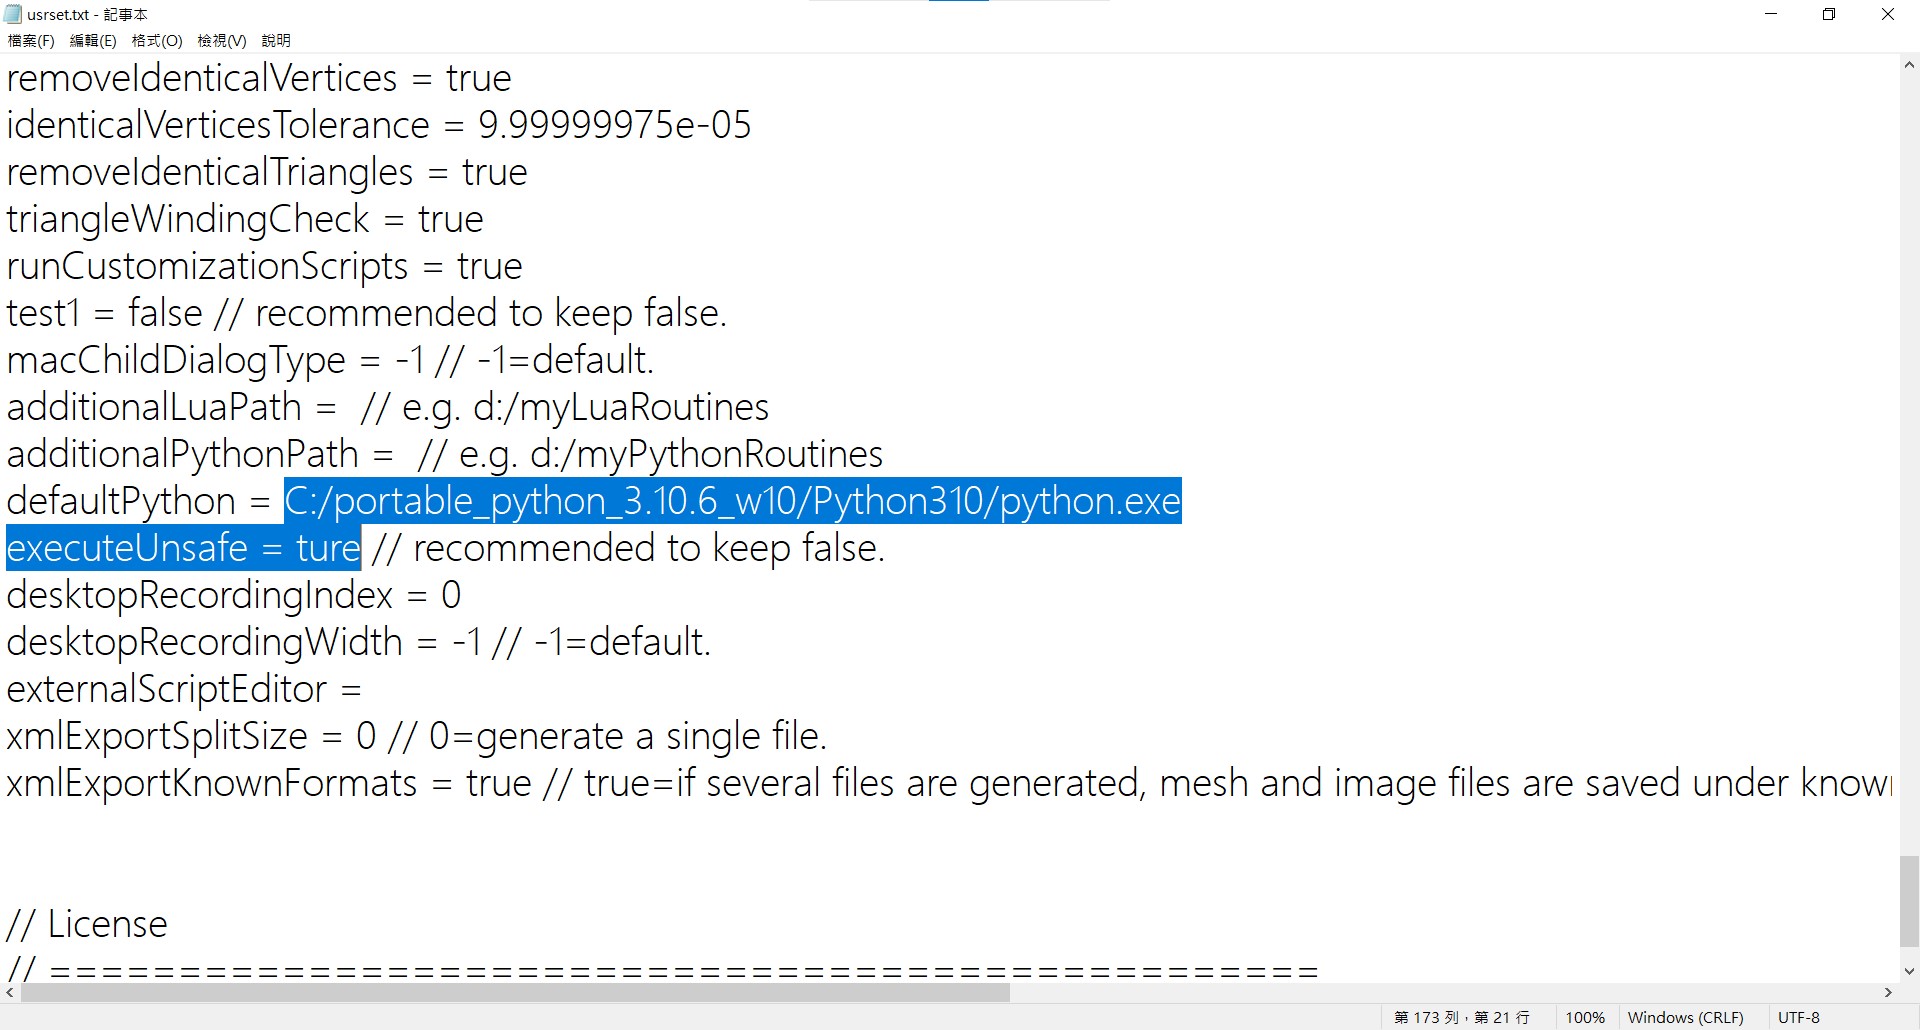 usrset.txt - 記事本
檔案(F) 編輯(E) 格式(O) 檢視(V) 說明
removeIdenticalVertices = true
identicalVerticesTolerance = 9.99999975e-05
removeIdenticalTriangles = true
triangleWindingCheck = true
runCustomizationScripts = true
test1 = false // recommended to keep false.
macChildDialogType = -1 // -1=default.
additionalLuaPath =  // e.g. d:/myLuaRoutines
additionalPythonPath =  // e.g. d:/myPythonRoutines
defaultPython = C:/portable_python_3.10.6_w10/Python310/python.exe
executeUnsafe = ture // recommended to keep false.
desktopRecordingIndex = 0
desktopRecordingWidth = -1 // -1=default.
externalScriptEditor =
xmlExportSplitSize = 0 // 0=generate a single file.
xmlExportKnownFormats = true // true=if several files are generated, mesh and image files are saved under known
// License
// =================================================
第 173 列，第 21 行 100% Windows (CRLF) UTF-8